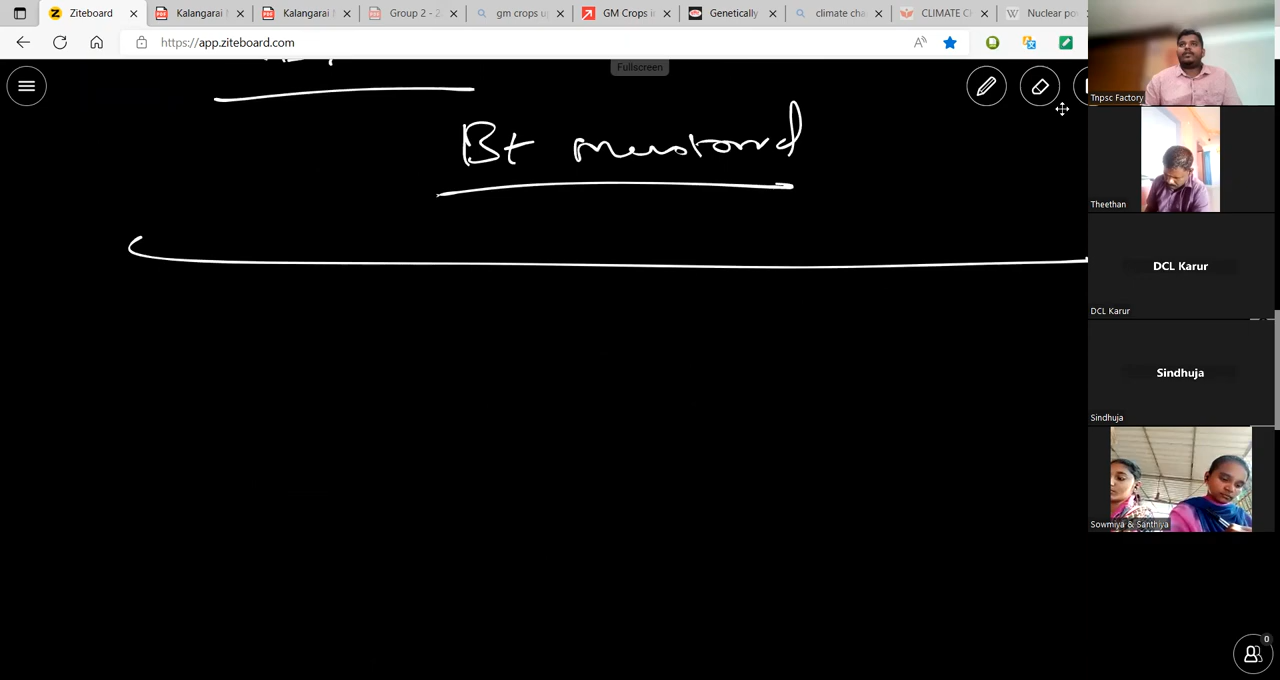 Ziteboard
Kalangarai
Kalangarai
Group 2 - 2
gm crops u
GM Crops i
Genetically
climate cha
CLIMATE C
Nuclear po
https://app.ziteboard.com
Fullscreen
Bt mustard
Tnpsc Factory
Theethan
DCL Karur
DCL Karur
Sindhuja
Sindhuja
Sowmiya & Santhiya
0